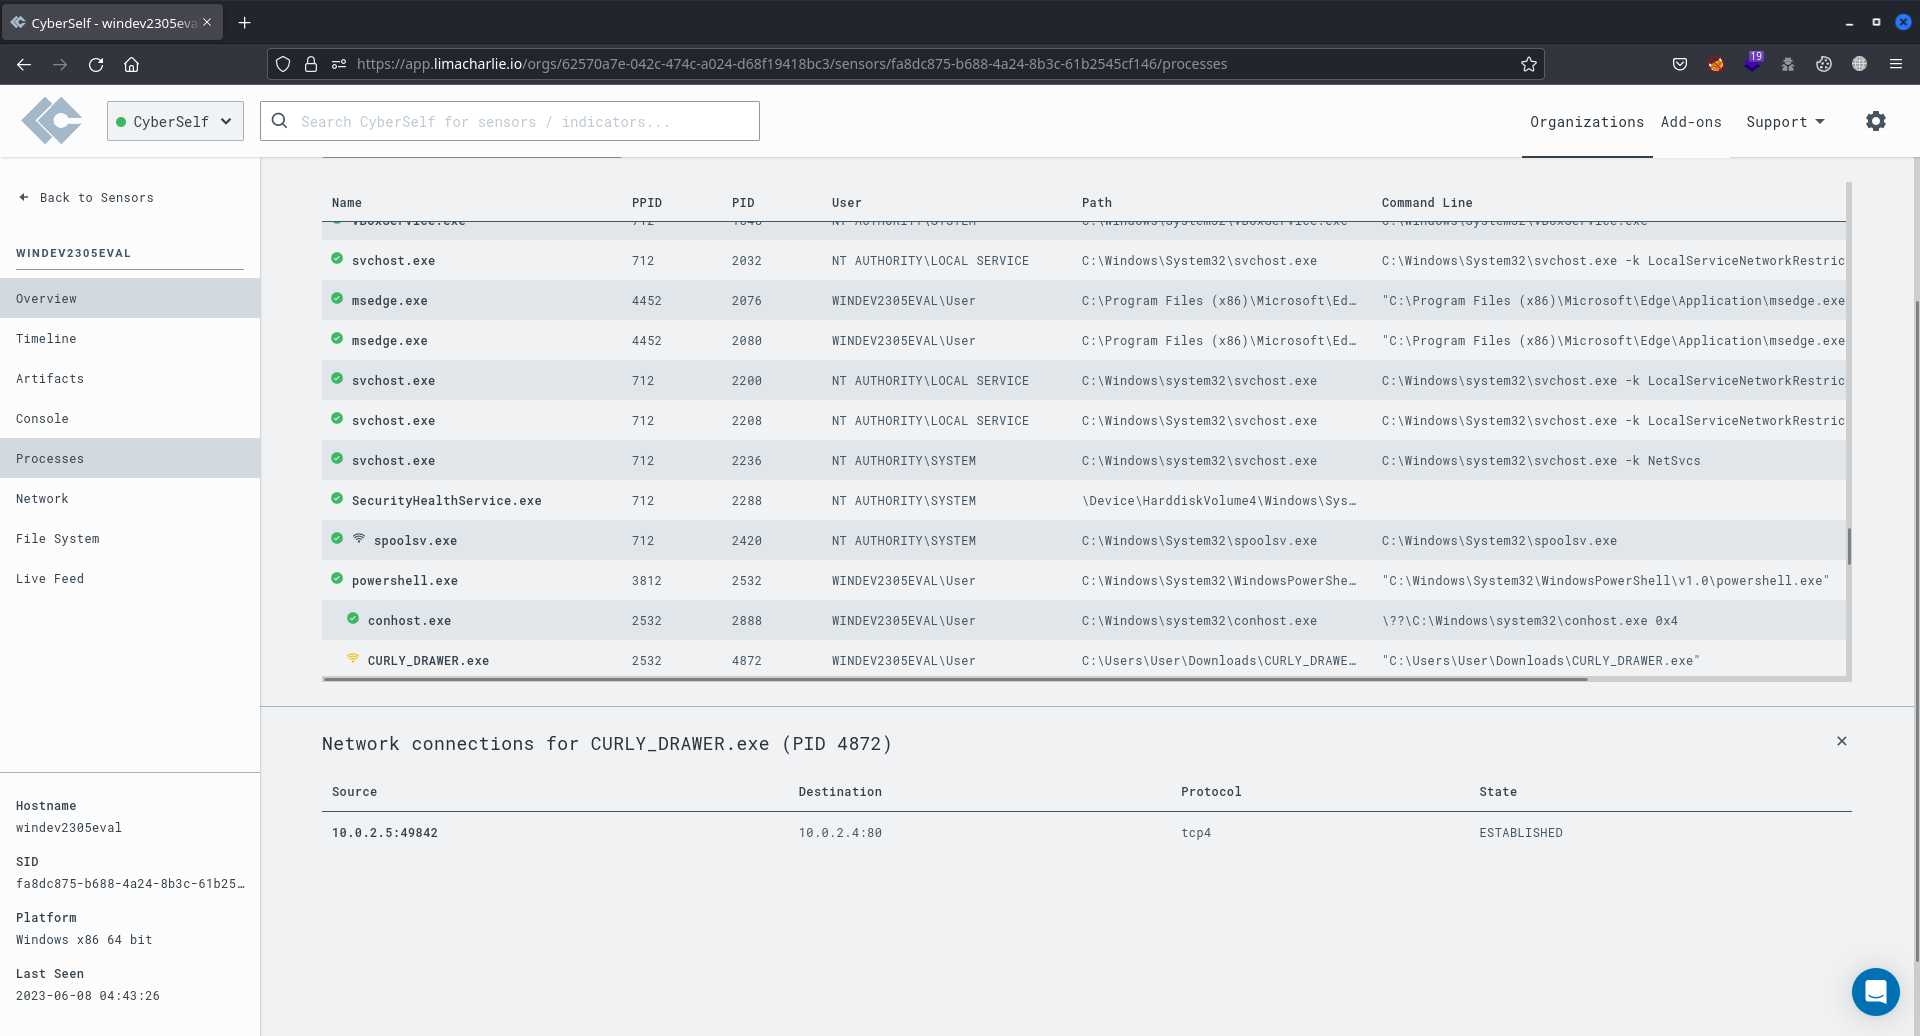 CyberSelf - windev2305eva
https://app.limacharlie.io/orgs/62570a7e-042c-474c-a024-d68f19418bc3/sensors/fa8dc875-b688-4a24-8b3c-61b2545cf146/processes
19
CyberSelf
Search CyberSelf for sensors / indicators...
Organizations
Add-ons
Support
Back to Sensors
WINDEV2305EVAL
Overview
Timeline
Artifacts
Console
Processes
Network
File System
Live Feed
Hostname
windev2305eval
SID
fa8dc875-b688-4a24-8b3c-61b25…
Platform
Windows x86 64 bit
Last Seen
2023-06-08 04:43:26
Name PPID PID User Path Command Line
VBoxService.exe 712 NT AUTHORITY\SYSTEM C:\Windows\System32\VBoxService.exe C:\Windows\System32\VBoxService.exe
svchost.exe 712 2032 NT AUTHORITY\LOCAL SERVICE C:\Windows\System32\svchost.exe C:\Windows\System32\svchost.exe -k LocalServiceNetworkRestric
msedge.exe 4452 2076 WINDEV2305EVAL\User C:\Program Files (x86)\Microsoft\Ed… "C:\Program Files (x86)\Microsoft\Edge\Application\msedge.exe
msedge.exe 4452 2080 WINDEV2305EVAL\User C:\Program Files (x86)\Microsoft\Ed… "C:\Program Files (x86)\Microsoft\Edge\Application\msedge.exe
svchost.exe 712 2200 NT AUTHORITY\LOCAL SERVICE C:\Windows\system32\svchost.exe C:\Windows\system32\svchost.exe -k LocalServiceNetworkRestric
svchost.exe 712 2208 NT AUTHORITY\LOCAL SERVICE C:\Windows\System32\svchost.exe C:\Windows\System32\svchost.exe -k LocalServiceNetworkRestric
svchost.exe 712 2236 NT AUTHORITY\SYSTEM C:\Windows\system32\svchost.exe C:\Windows\system32\svchost.exe -k NetSvcs
SecurityHealthService.exe 712 2288 NT AUTHORITY\SYSTEM \Device\HarddiskVolume4\Windows\Sys…
spoolsv.exe 712 2420 NT AUTHORITY\SYSTEM C:\Windows\System32\spoolsv.exe C:\Windows\System32\spoolsv.exe
powershell.exe 3812 2532 WINDEV2305EVAL\User C:\Windows\System32\WindowsPowerShe… "C:\Windows\System32\WindowsPowerShell\v1.0\powershell.exe"
conhost.exe 2532 2888 WINDEV2305EVAL\User C:\Windows\system32\conhost.exe \??\C:\Windows\system32\conhost.exe 0x4
CURLY_DRAWER.exe 2532 4872 WINDEV2305EVAL\User C:\Users\User\Downloads\CURLY_DRAWE… "C:\Users\User\Downloads\CURLY_DRAWER.exe"
Network connections for CURLY_DRAWER.exe (PID 4872)
Source Destination Protocol State
10.0.2.5:49842 10.0.2.4:80 tcp4 ESTABLISHED